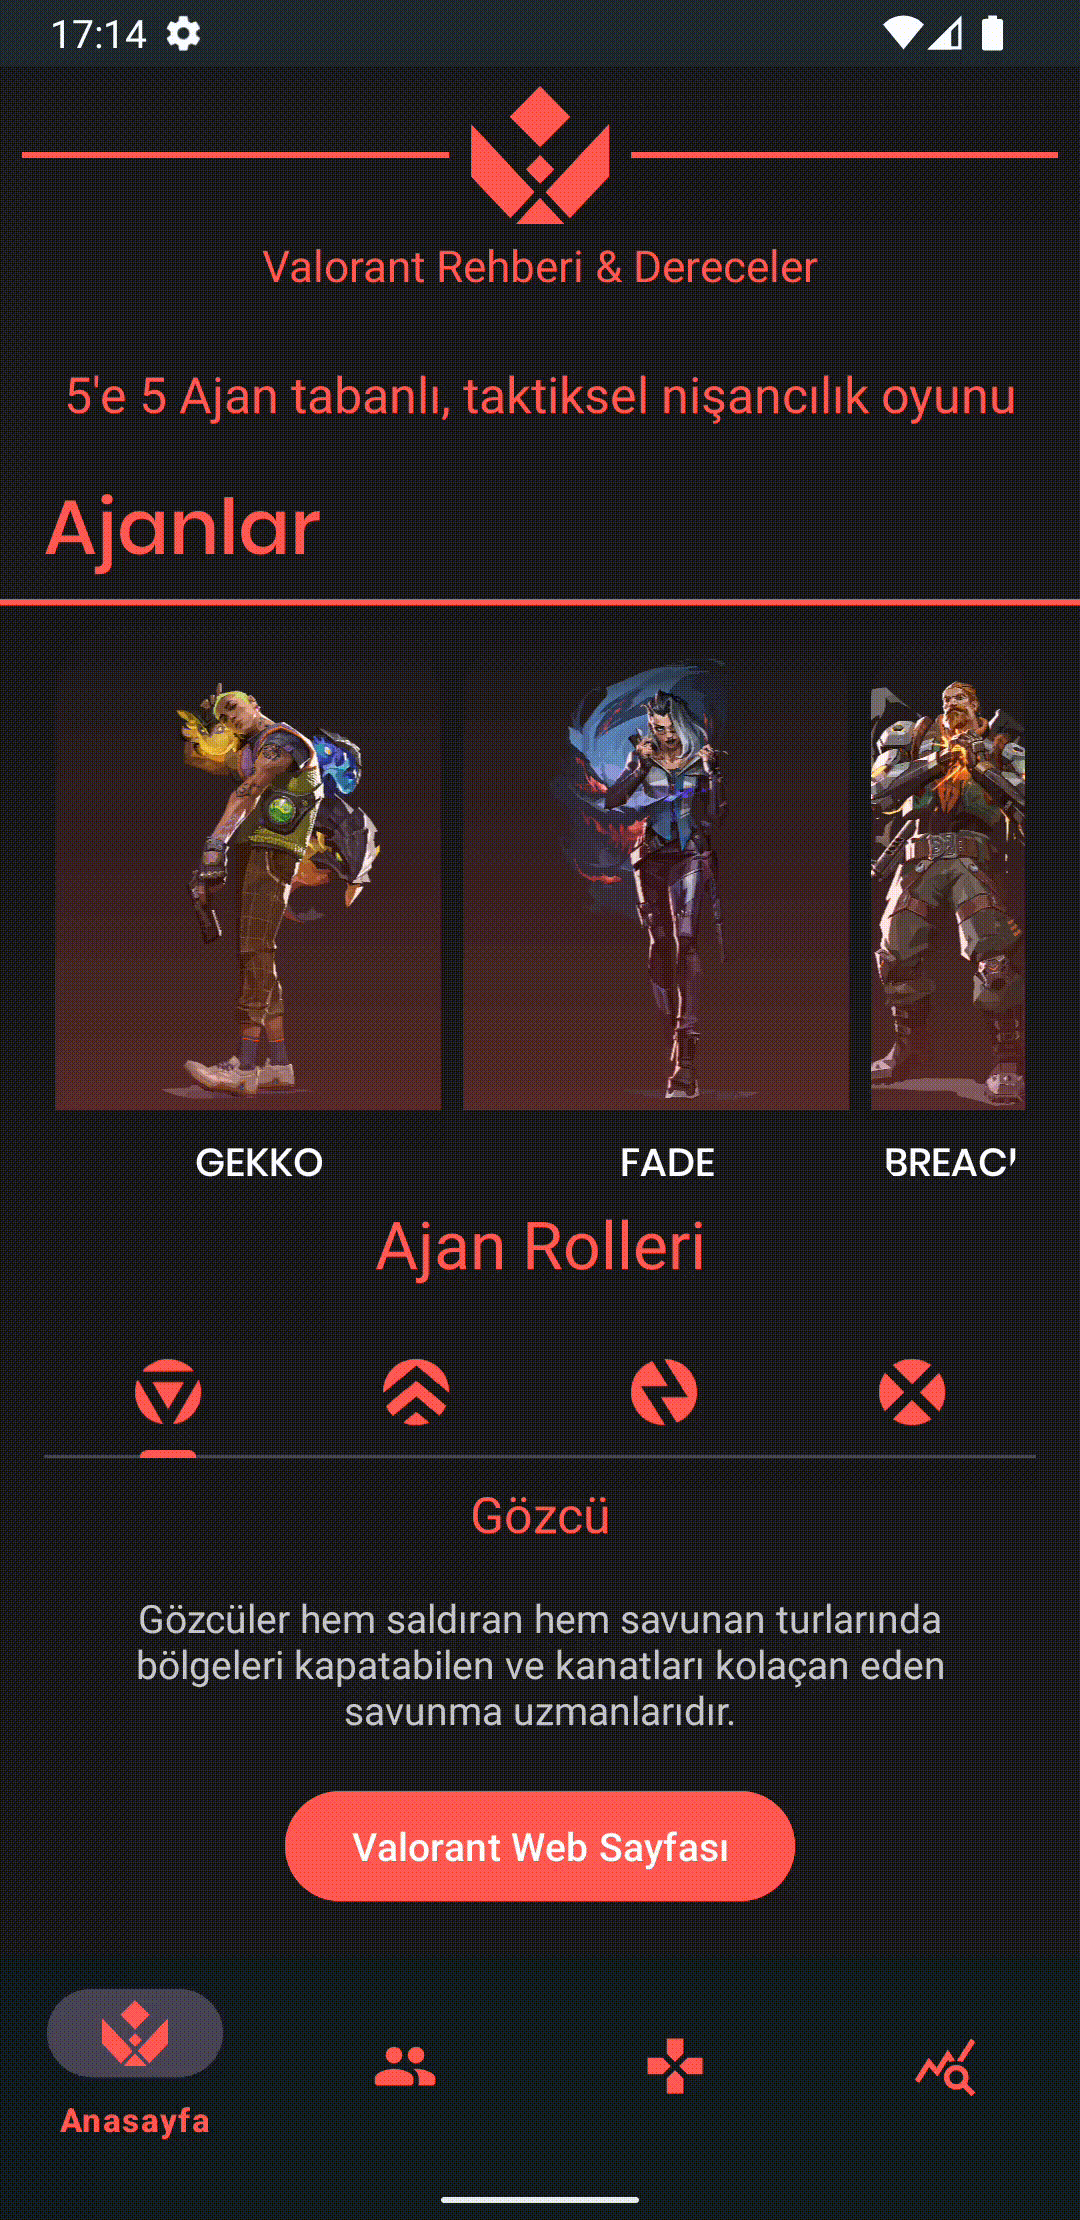 17:14
Valorant Rehberi & Dereceler
5'e 5 Ajan tabanlı, taktiksel nişancılık oyunu
Ajanlar
GEKKO
FADE
BREAC
Ajan Rolleri
Gözcü
Gözcüler hem saldıran hem savunan turlarında
bölgeleri kapatabilen ve kanatları kolaçan eden
savunma uzmanlarıdır.
Valorant Web Sayfası
Anasayfa